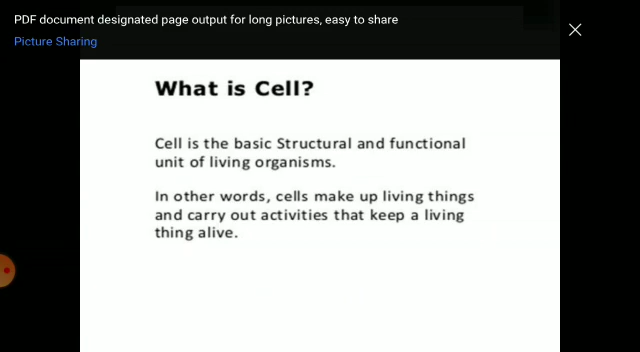 PDF document designated page output for long pictures, easy to share
Picture Sharing
What is Cell?
Cell is the basic Structural and functional
unit of living organisms.
In other words, cells make up living things
and carry out activities that keep a living
thing alive.